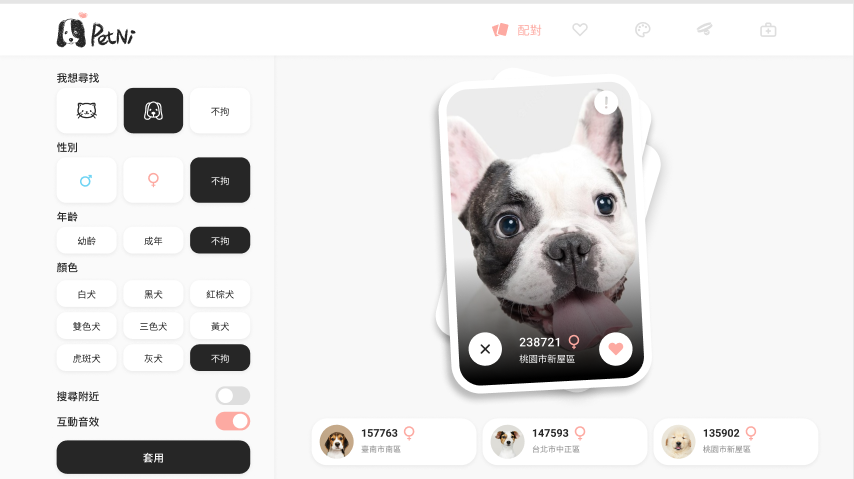 PetNi
配對
我想尋找
不拘
性別
不拘
年齡
幼齡
成年
不拘
顏色
白犬
黑犬
紅棕犬
雙色犬
三色犬
黃犬
虎斑犬
灰犬
不拘
搜尋附近
互動音效
套用
!
238721
桃園市新屋區
157763
臺南市南區
147593
台北市中正區
135902
桃園市新屋區